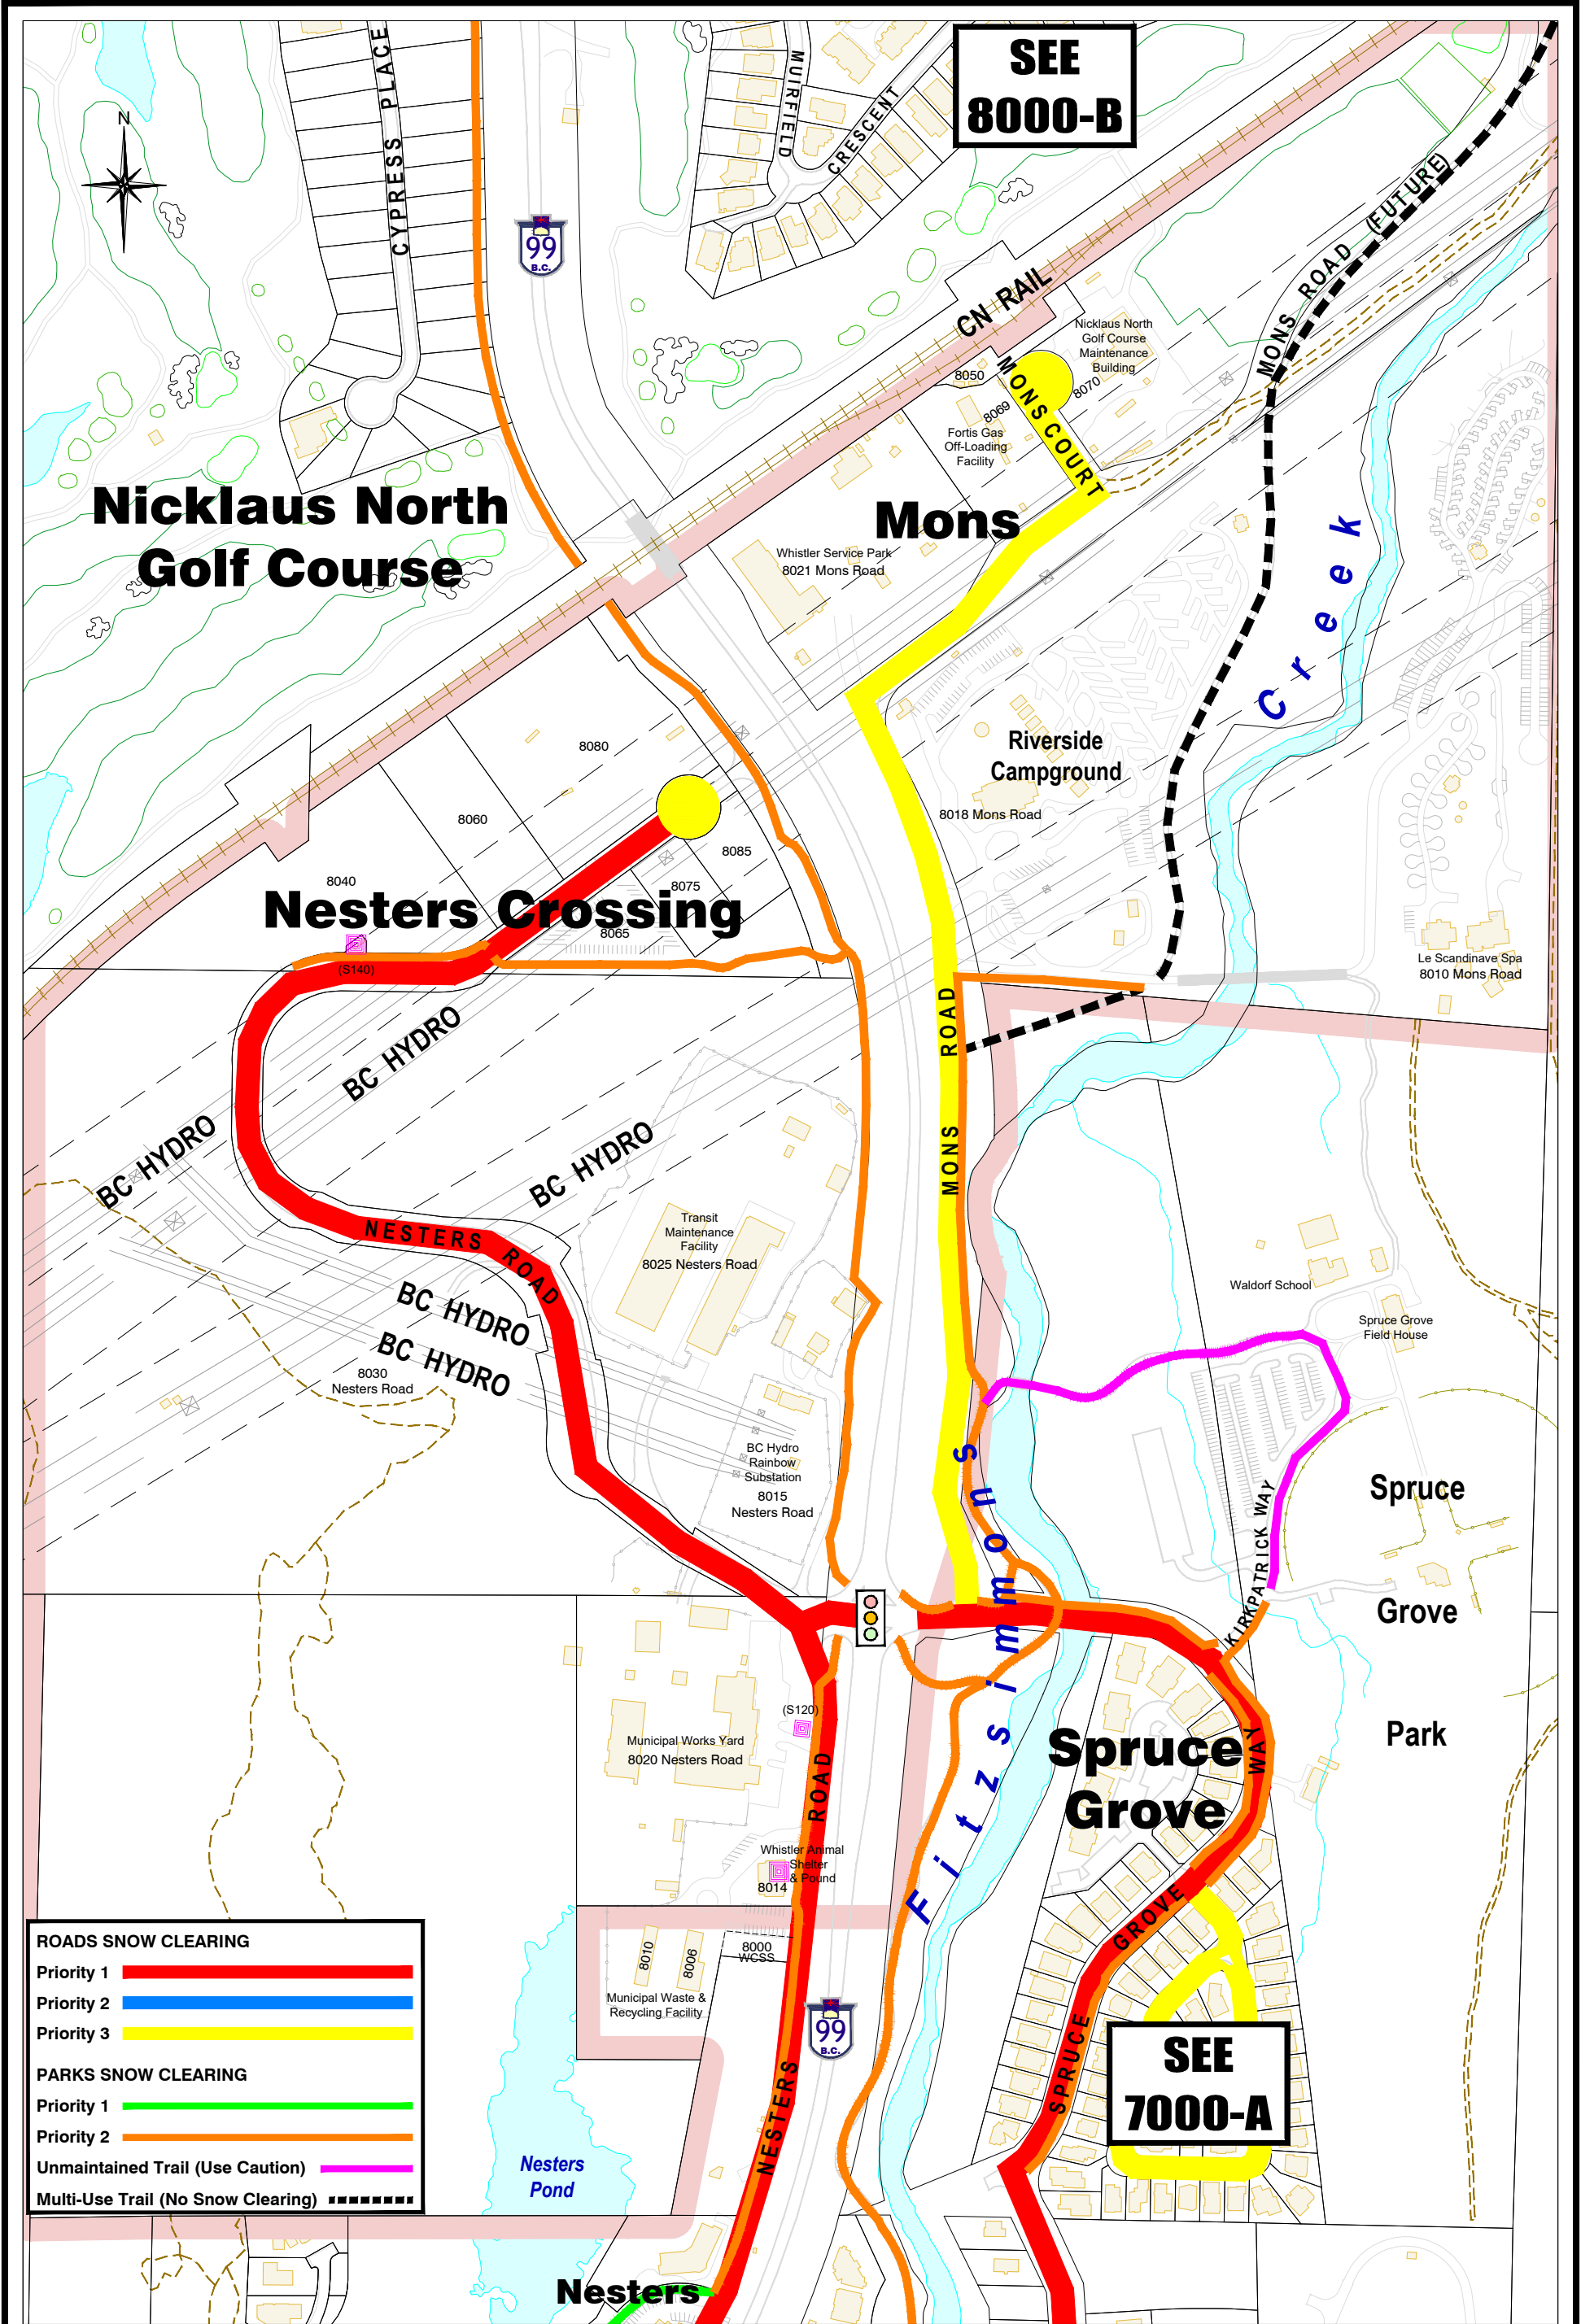 SEE
8000-B
N
CYPRESS PLACE
MUIRFIELD
CRESCENT
99
B.C.
MONS ROAD (FUTURE)
CN RAIL
Nicklaus North
Golf Course
Maintenance
Building
8050
8069
8070
MONS COURT
Fortis Gas
Off-Loading
Facility
Nicklaus North
Golf Course
Mons
Whistler Service Park
8021 Mons Road
Creek
Riverside
Campground
8018 Mons Road
8080
8060
8085
8040
8075
Nesters Crossing
8065
(S140)
Le Scandinave Spa
8010 Mons Road
MONS ROAD
BC HYDRO
BC HYDRO
BC HYDRO
MONS
NESTERS ROAD
Transit
Maintenance
Facility
8025 Nesters Road
Waldorf School
BC HYDRO
BC HYDRO
Spruce Grove
Field House
8030
Nesters Road
BC Hydro
Rainbow
Substation
8015
Nesters Road
Fitzsimmons
KIRKPATRICK WAY
Spruce
Grove
Park
(S120)
Municipal Works Yard
8020 Nesters Road
ROAD
Spruce
Grove
WAY
Whistler Animal
Shelter
& Pound
8014
GROVE
8010
8006
8000
WCSS
Municipal Waste &
Recycling Facility
99
B.C.
SPRUCE
SEE
7000-A
NESTERS
Nesters
Pond
Nesters
ROADS SNOW CLEARING
Priority 1
Priority 2
Priority 3
PARKS SNOW CLEARING
Priority 1
Priority 2
Unmaintained Trail (Use Caution)
Multi-Use Trail (No Snow Clearing)